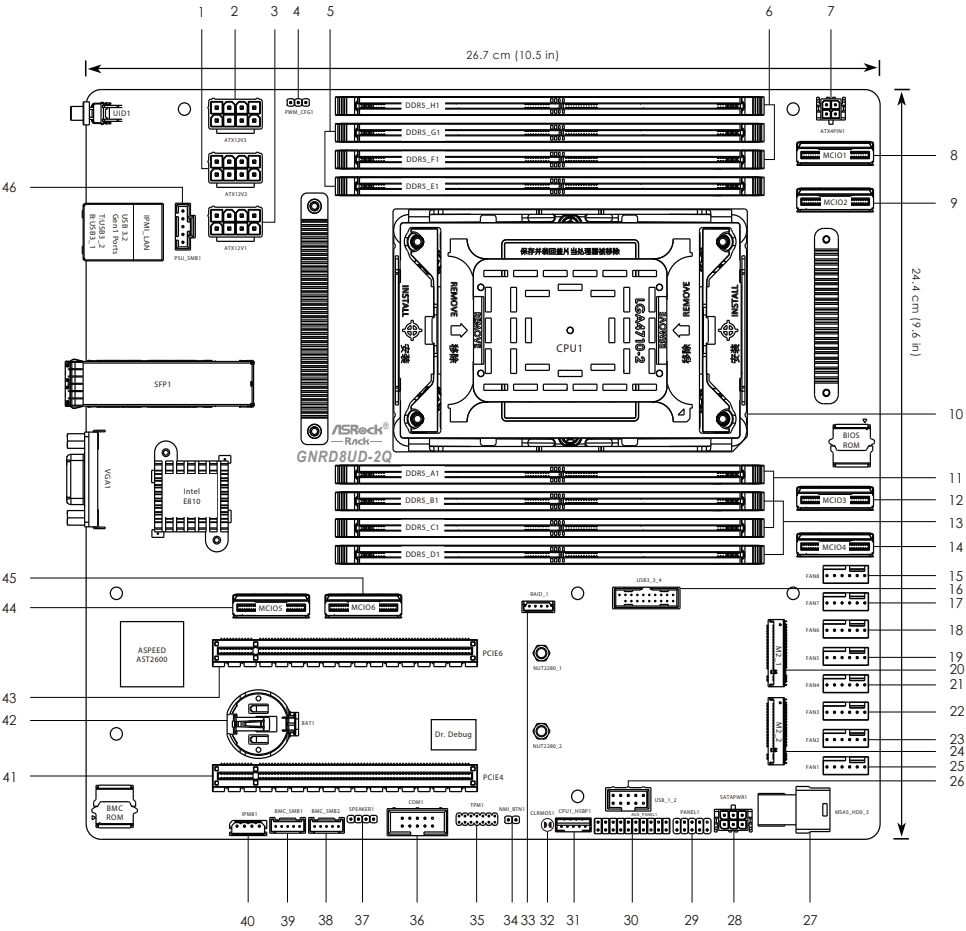 1 2 3 4 5 6 7
26.7 cm (10.5 in)
UID1
ATX12V3
PWM_CFG1
DDR5_H1
DDR5_G1
DDR5_F1
DDR5_E1
ATX4PIN1
MCIO1
8
MCIO2
9
ATX12V2
46
ATX12V1
PSU_SMB1
IPMI_LAN
USB 3.2
Gen1 Ports
T:USB3_2
B:USB3_1
保存并装回盖片当处理器被移除
INSTALL
安装
REMOVE
移除
REMOVE
CPU1
LGA4710-2
REMOVE
REMOVE
移除
INSTALL
安装
24.4 cm (9.6 in)
SFP1
10
ASRock®
Rack
GNRD8UD-2Q
BIOS
ROM
VGA1
Intel
E810
DDR5_A1
DDR5_B1
DDR5_C1
DDR5_D1
11
MCIO3
12
13
MCIO4
14
45
44
MCIO5
MCIO6
RAID_1
USB3_3_4
FAN8
15
16
FAN7
17
ASPEED
AST2600
PCIE6
NUT2280_1
M2_1
FAN6
18
FAN5
19
20
FAN4
21
43
42
BAT1
Dr. Debug
NUT2280_2
M2_2
FAN3
22
FAN2
23
24
FAN1
25
41
PCIE4
26
BMC
ROM
IPMB1
BMC_SMB1
BMC_SMB2
SPEAKER1
COM1
TPM1
NMI_BTN1
CLRMOS1
CPU1_HSBP1
USB_1_2
AUX_PANEL1
PANEL1
SATAPWR1
MSAS_HD0_3
40 39 38 37 36 35 34 33 32 31 30 29 28 27